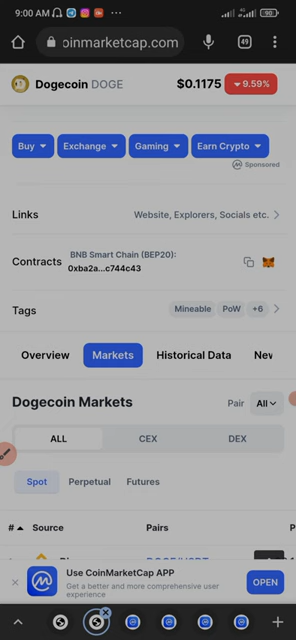 9:00 AM
4G
90
oinmarketcap.com
49
Dogecoin DOGE
$0.1175
9.59%
Buy
Exchange
Gaming
Earn Crypto
Sponsored
Links
Website, Explorers, Socials etc.
Contracts
BNB Smart Chain (BEP20):
0xba2a...c744c43
Tags
Mineable
PoW
+6
Overview
Markets
Historical Data
Dogecoin Markets
Pair
All
ALL
CEX
DEX
Spot
Perpetual
Futures
#
Source
Pairs
Use CoinMarketCap APP
Get a better and more comprehensive user
experience
OPEN